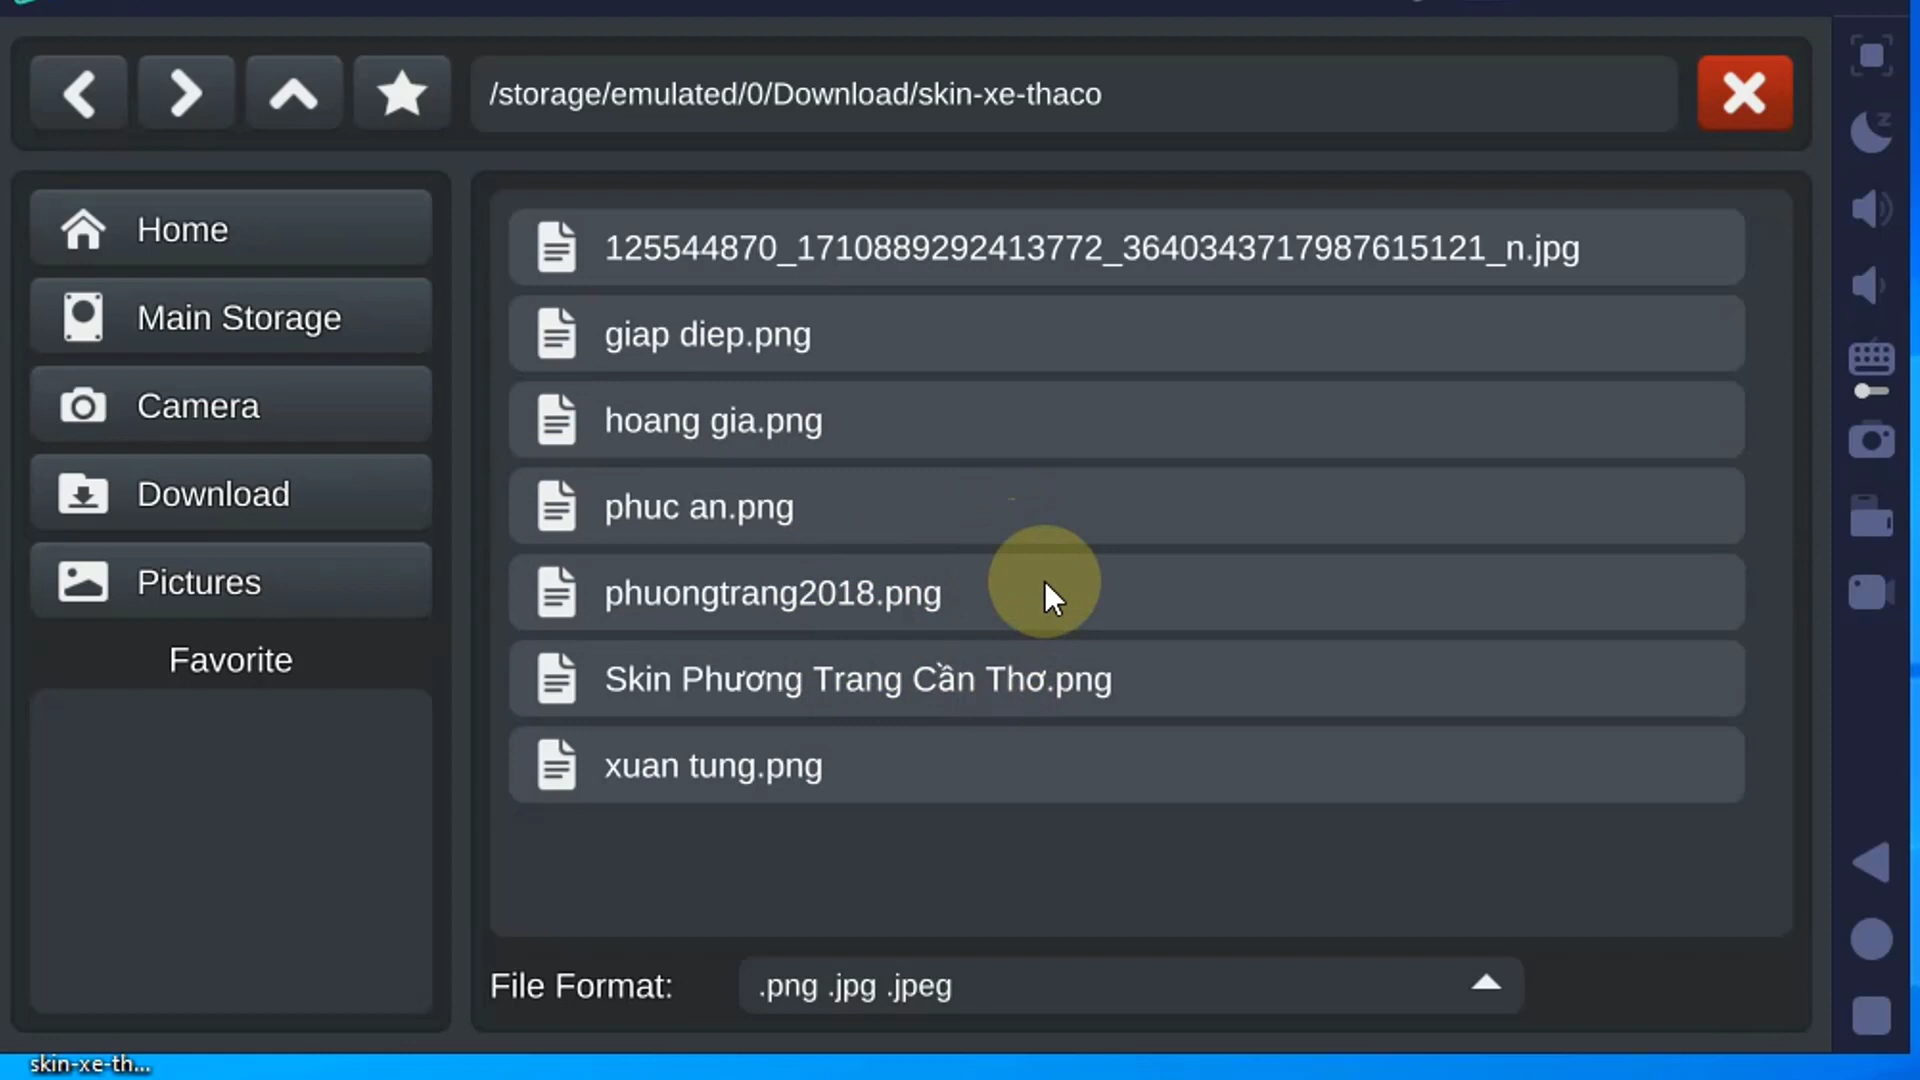 /storage/emulated/0/Download/skin-xe-thaco
Home
Main Storage
Camera
Download
Pictures
Favorite
125544870_1710889292413772_3640343717987615121_n.jpg
giap diep.png
hoang gia.png
phuc an.png
phuongtrang2018.png
Skin Phương Trang Cần Thơ.png
xuan tung.png
File Format:
.png .jpg .jpeg
skin-xe-th...